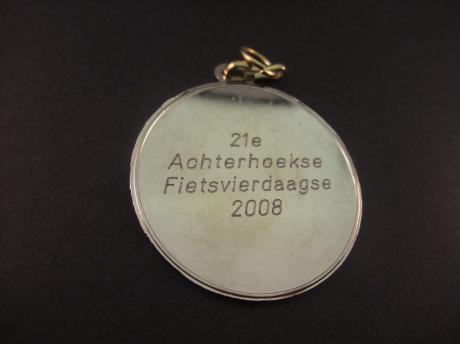 21e
Achterhoekse
Fietsvierdaagse
2008